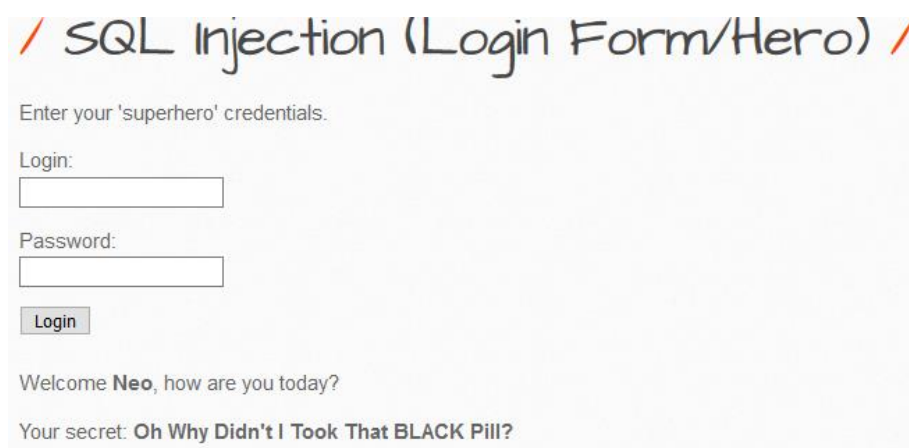 / SQL Injection (Login Form/Hero) /
Enter your 'superhero' credentials.
Login:
Password:
Login
Welcome Neo, how are you today?
Your secret: Oh Why Didn't I Took That BLACK Pill?